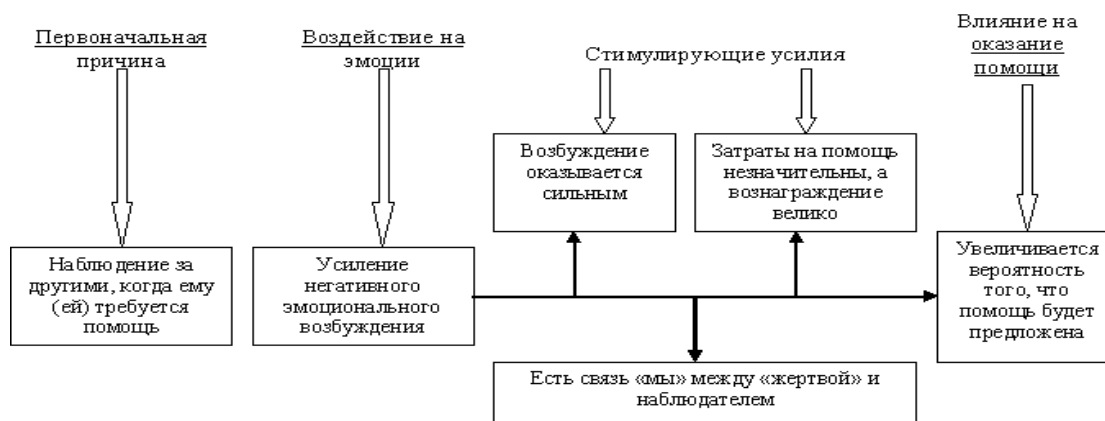 Первоначальная
причина
Воздействие на
эмоции
Стимулирующие усилия
Влияние на
оказание
помощи
Возбуждение
оказывается
сильным
Затраты на помощь
незначительны, а
вознаграждение
велико
Наблюдение за
другими, когда ему
(ей) требуется
помощь
Усиление
негативного
эмоционального
возбуждения
Увеличивается
вероятность
того, что
помощь будет
предложена
Есть связь «мы» между «жертвой» и
наблюдателем